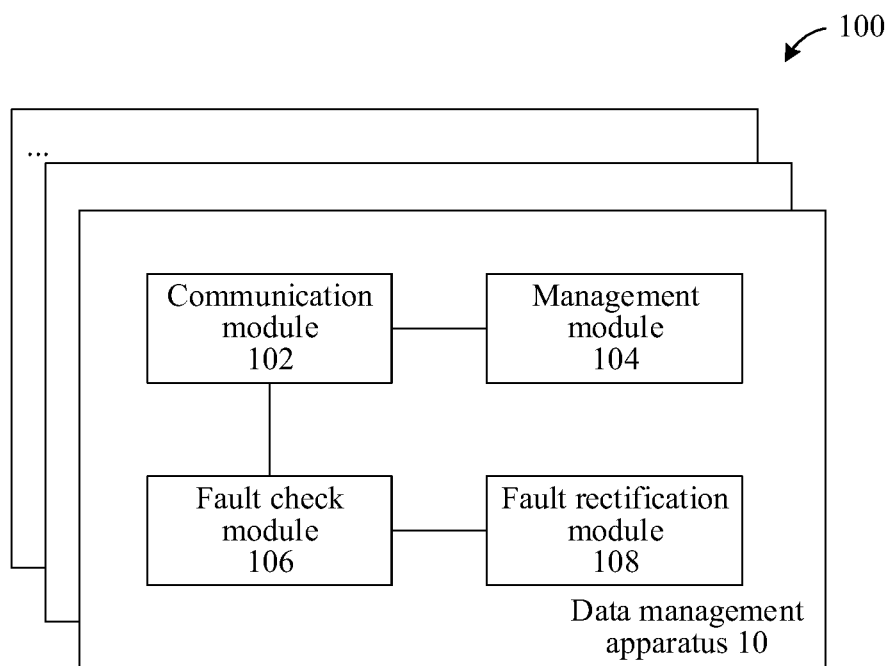 100
...
Communication
module
102
Management
module
104
Fault check
module
106
Fault rectification
module
108
Data management
apparatus 10